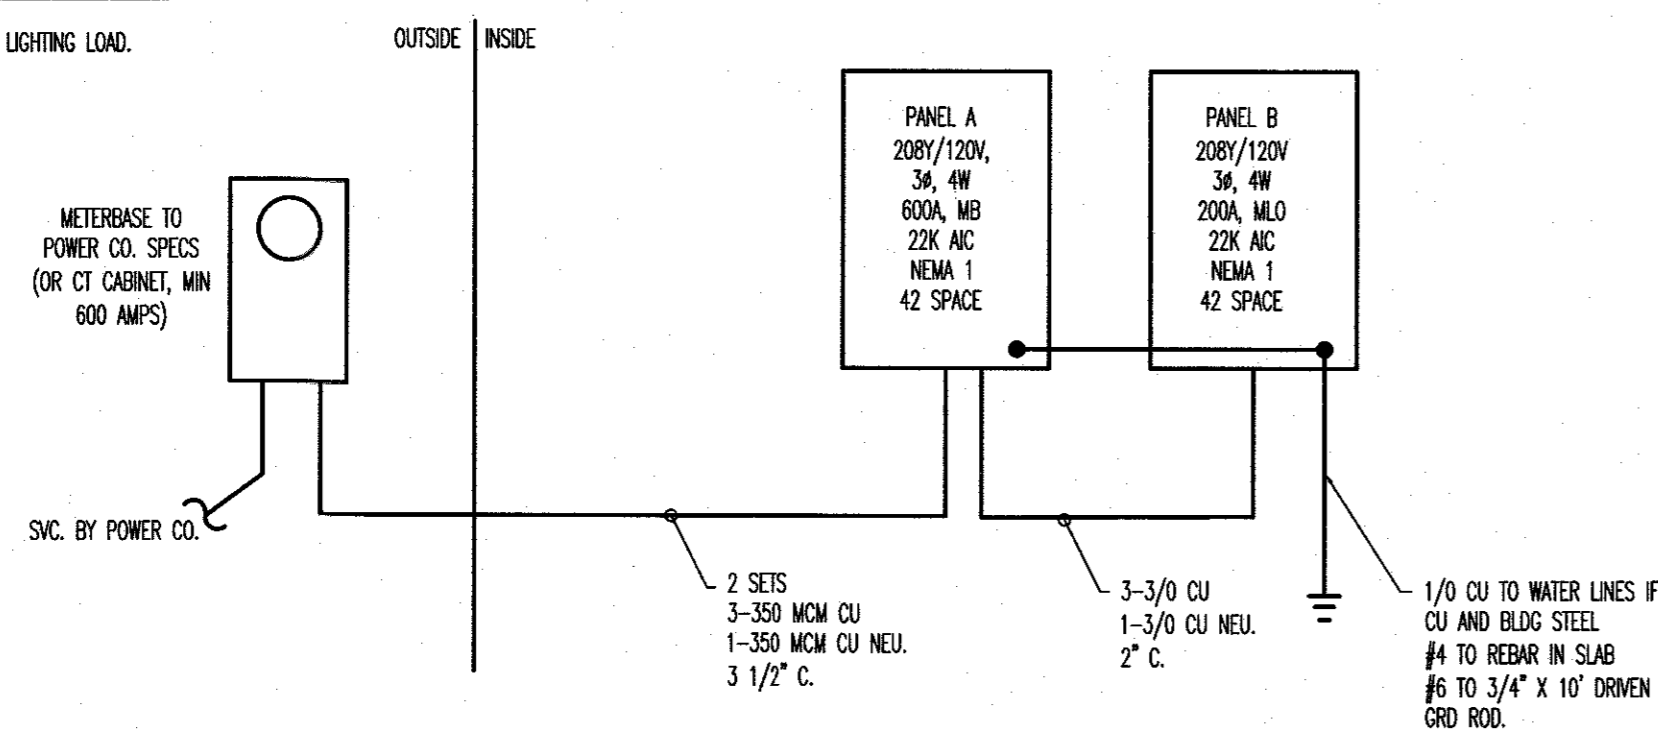 LIGHTING LOAD.
OUTSIDE INSIDE
METERBASE TO
POWER CO. SPECS
(OR CT CABINET, MIN
600 AMPS)
SVC. BY POWER CO.
PANEL A
208Y/120V,
3ø, 4W
600A, MB
22K AIC
NEMA 1
42 SPACE
PANEL B
208Y/120V
3ø, 4W
200A, MLO
22K AIC
NEMA 1
42 SPACE
2 SETS
3-350 MCM CU
1-350 MCM CU NEU.
3 1/2" C.
3-3/0 CU
1-3/0 CU NEU.
2" C.
1/0 CU TO WATER LINES IF
CU AND BLDG STEEL
#4 TO REBAR IN SLAB
#6 TO 3/4" X 10' DRIVEN
GRD ROD.